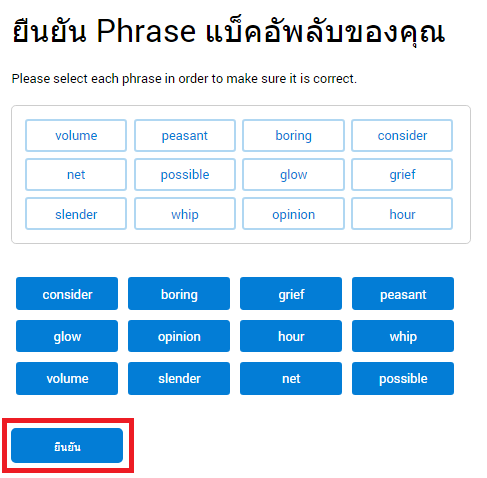 ยืนยัน Phrase แบ็คอัพลับของคุณ
Please select each phrase in order to make sure it is correct.
volume peasant boring consider
net possible glow grief
slender whip opinion hour
consider boring grief peasant
glow opinion hour whip
volume slender net possible
ยืนยัน